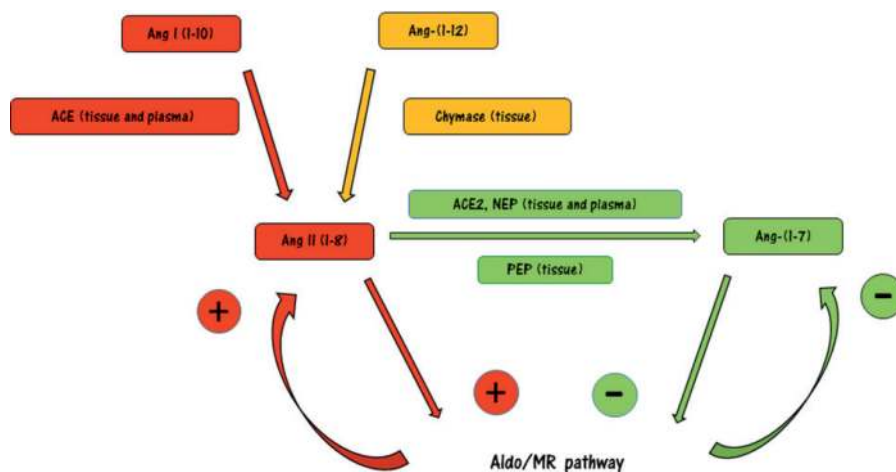 Ang I (1-10)
Ang-(1-12)
ACE (tissue and plasma)
Chymase (tissue)
ACE2, NEP (tissue and plasma)
Ang II (1-8)
Ang-(1-7)
PEP (tissue)
+
−
+
−
Aldo/MR pathway